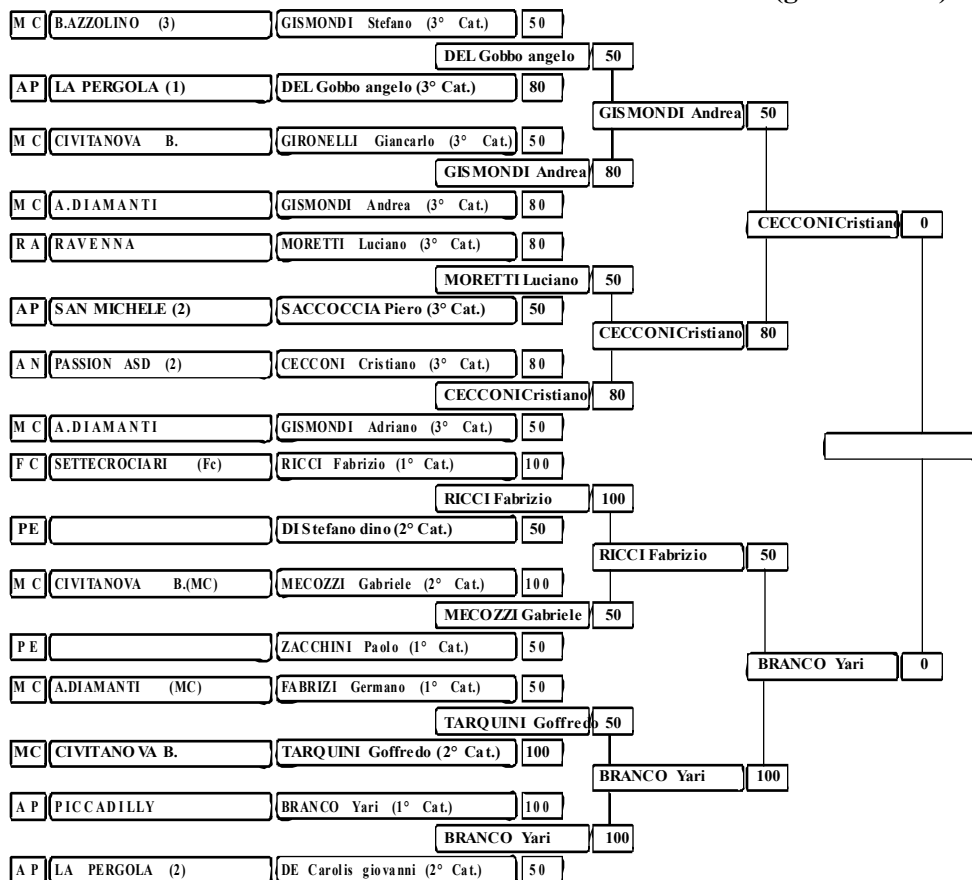 M C B.AZZOLINO (3) GISMONDI Stefano (3° Cat.) 50
DEL Gobbo angelo 50
AP LA PERGOLA (1) DEL Gobbo angelo (3° Cat.) 80
GISMONDI Andrea 50
M C CIVITANOVA B. GIRONELLI Giancarlo (3° Cat.) 50
GISMONDI Andrea 80
M C A.DIAMANTI GISMONDI Andrea (3° Cat.) 80
CECCONI Cristiano 0
R A RAVENNA MORETTI Luciano (3° Cat.) 80
MORETTI Luciano 50
AP SAN MICHELE (2) SACCOCCIA Piero (3° Cat.) 50
CECCONI Cristiano 80
A N PASSION ASD (2) CECCONI Cristiano (3° Cat.) 80
CECCONI Cristiano 80
M C A.DIAMANTI GISMONDI Adriano (3° Cat.) 50
F C SETTECROCIARI (Fc) RICCI Fabrizio (1° Cat.) 100
RICCI Fabrizio 100
PE DI Stefano dino (2° Cat.) 50
RICCI Fabrizio 50
M C CIVITANOVA B.(MC) MECOZZI Gabriele (2° Cat.) 100
MECOZZI Gabriele 50
P E ZACCHINI Paolo (1° Cat.) 50
BRANCO Yari 0
M C A.DIAMANTI (MC) FABRIZI Germano (1° Cat.) 50
TARQUINI Goffredo 50
MC CIVITANOVA B. TARQUINI Goffredo (2° Cat.) 100
BRANCO Yari 100
A P PICCADILLY BRANCO Yari (1° Cat.) 100
BRANCO Yari 100
A P LA PERGOLA (2) DE Carolis giovanni (2° Cat.) 50